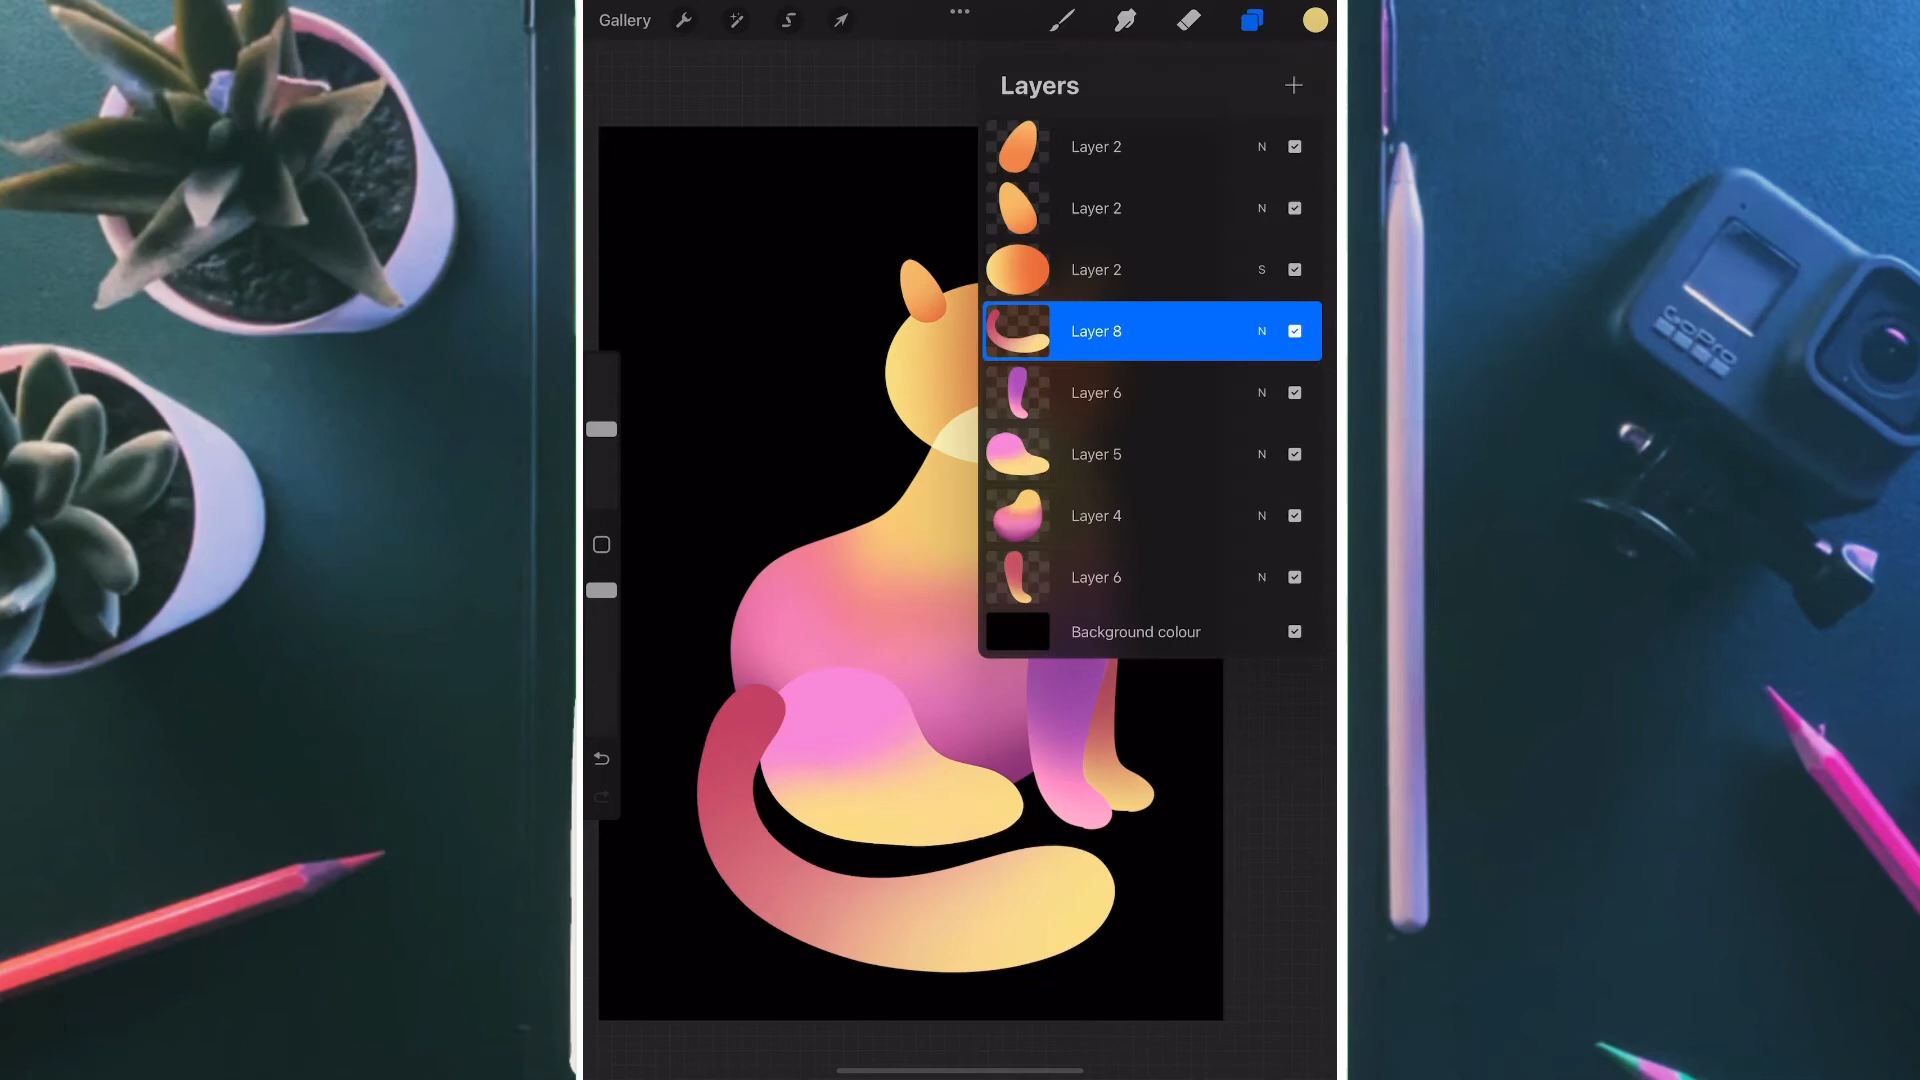 Gallery
Layers
Layer 2 N
Layer 2 N
Layer 2 S
Layer 8 N
Layer 6 N
Layer 5 N
Layer 4 N
Layer 6 N
Background colour
GoPro